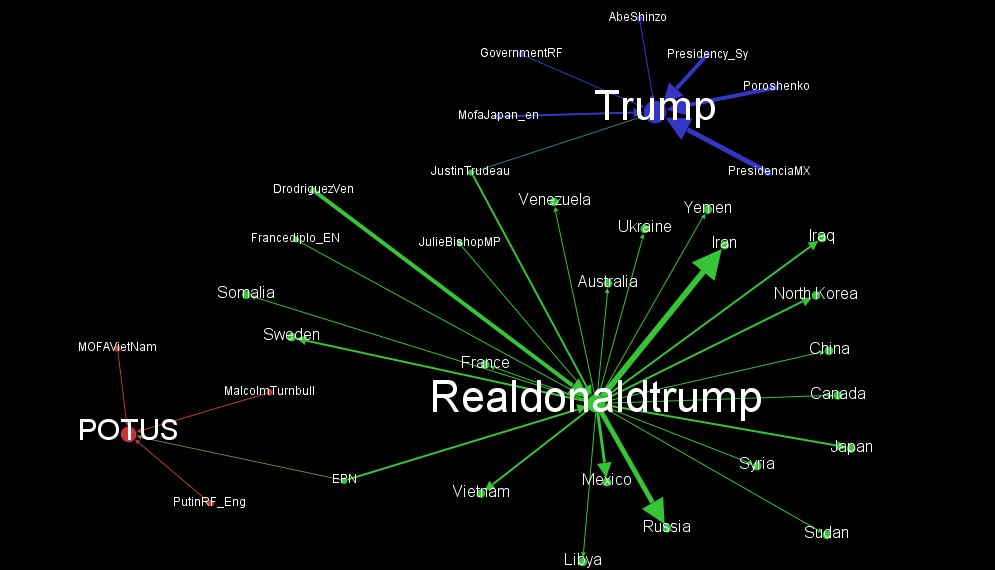 AbeShinzo
GovernmentRF
Presidency_Sy
Poroshenko
Trump
MofaJapan_en
JustinTrudeau
PresidenciaMX
DrodriguezVen
Venezuela
Yemen
Ukraine
Francediplo_EN
JulieBishopMP
Iran
Iraq
Australia
Somalia
North Korea
Sweden
MOFAVietNam
China
France
MalcolmTurnbull
Realdonaldtrump
Canada
POTUS
Japan
Syria
EPN
Mexico
Vietnam
PutinRF_Eng
Russia
Sudan
Libya